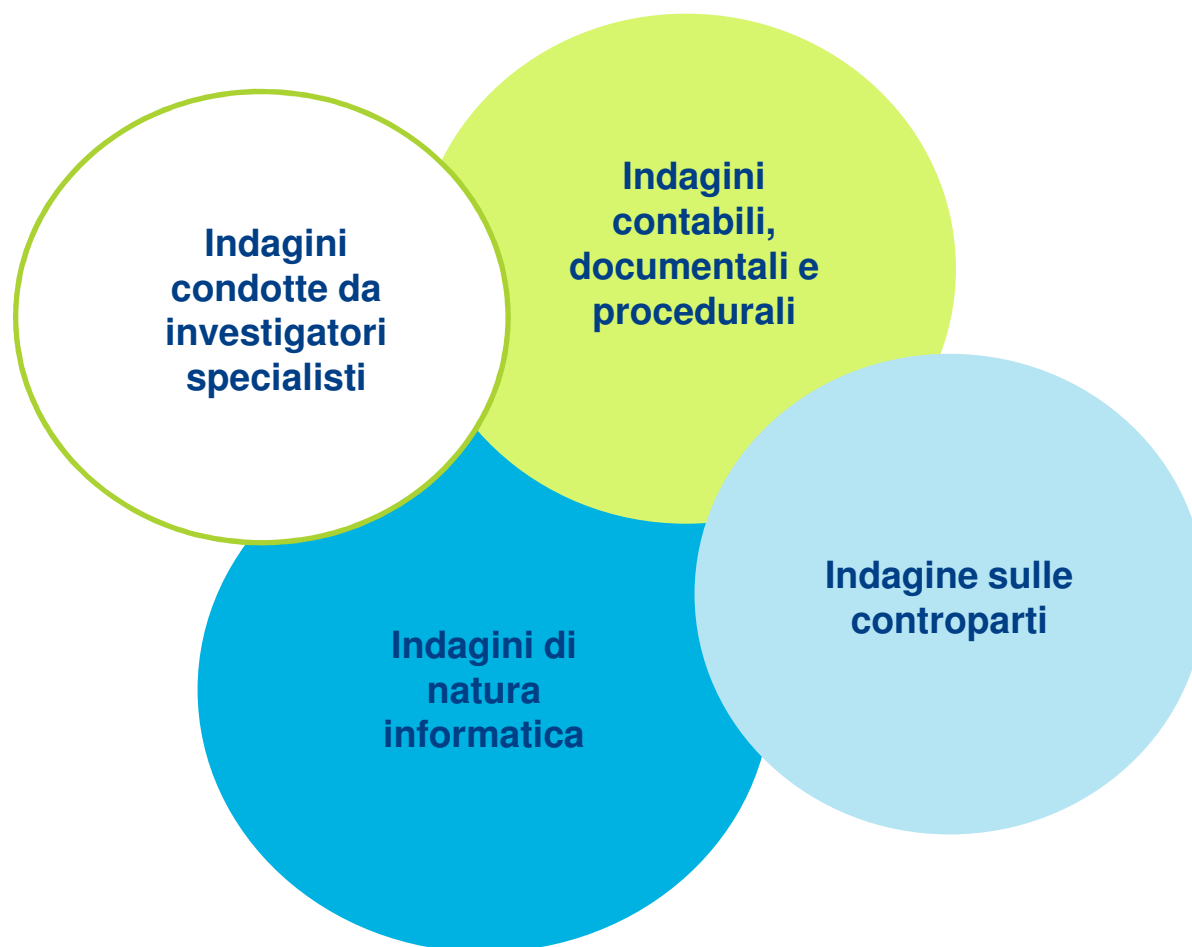 Indagini
condotte da
investigatori
specialisti
Indagini
contabili,
documentali e
procedurali
Indagine sulle
controparti
Indagini di
natura
informatica